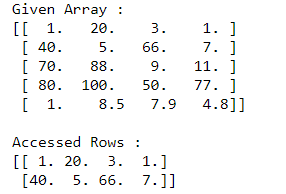 Given Array :
[[  1.   20.    3.    1. ]
 [ 40.    5.   66.    7. ]
 [ 70.   88.    9.   11. ]
 [ 80.  100.   50.   77. ]
 [  1.    8.5   7.9   4.8]]
Accessed Rows :
[[ 1. 20.  3.  1.]
 [40.  5. 66.  7.]]